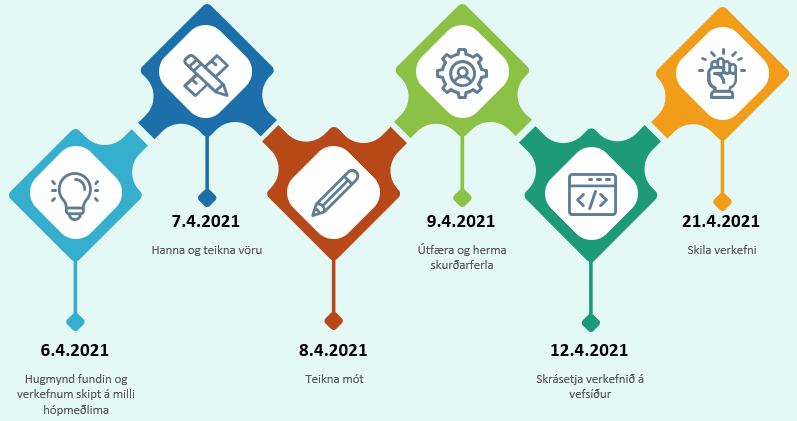 6.4.2021
Hugmynd fundin og
verkefnum skipt á milli
hópmeðlima
7.4.2021
Hanna og teikna vöru
8.4.2021
Teikna mót
9.4.2021
Útfæra og herma
skurðarferla
12.4.2021
Skrásetja verkefnið á
vefsíður
21.4.2021
Skila verkefni